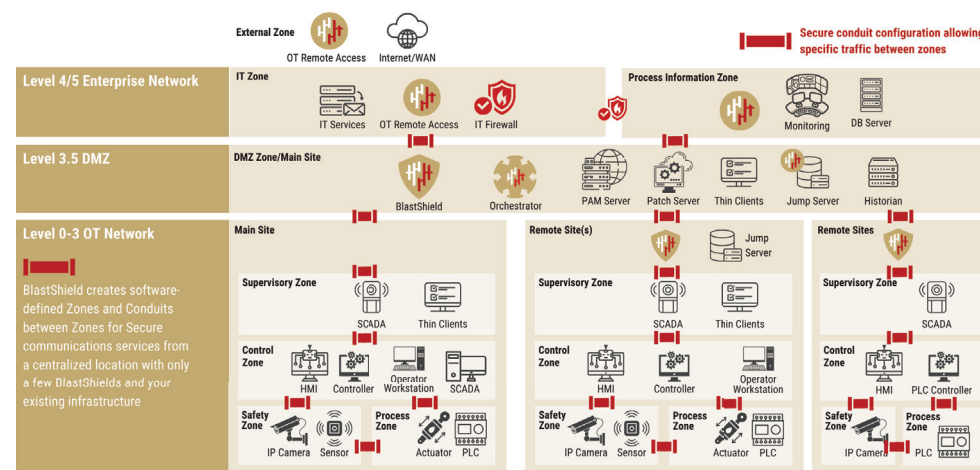 External Zone
OT Remote Access
Internet/WAN
Secure conduit configuration allowing
specific traffic between zones
Level 4/5 Enterprise Network
IT Zone
IT Services
OT Remote Access
IT Firewall
Process Information Zone
Monitoring
DB Server
Level 3.5 DMZ
DMZ Zone/Main Site
BlastShield
Orchestrator
PAM Server
Patch Server
Thin Clients
Jump Server
Historian
Level 0-3 OT Network
BlastShield creates software-
defined Zones and Conduits
between Zones for Secure
communications services from
a centralized location with only
a few BlastShields and your
existing infrastructure
Main Site
Supervisory Zone
SCADA
Thin Clients
Control
Zone
HMI
Controller
Operator
Workstation
SCADA
Safety
Zone
IP Camera
Sensor
Process
Zone
Actuator
PLC
Remote Site(s)
Jump
Server
Supervisory Zone
SCADA
Thin Clients
Control
Zone
HMI
Controller
Operator
Workstation
Safety
Zone
IP Camera
Sensor
Process
Zone
Actuator
PLC
Remote Sites
Supervisory Zone
SCADA
Control
Zone
HMI
PLC Controller
Safety
Zone
IP Camera
Process
Zone
PLC